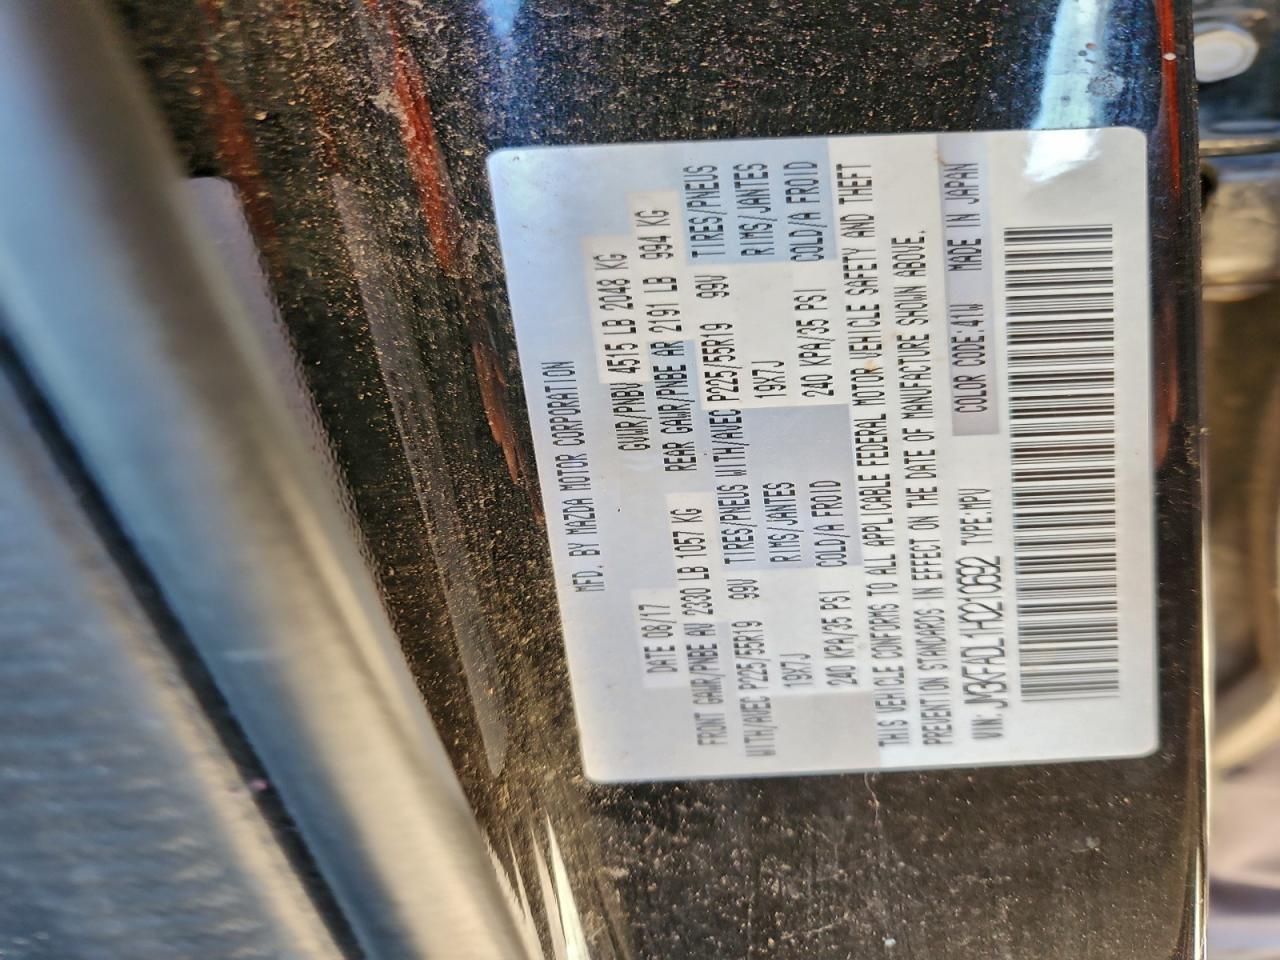 MFD. BY MAZDA MOTOR CORPORATION
DATE 08/17 GVWR/PNBV 4515 LB 2048 KG
FRONT GAWR/PNBE AV 2330 LB 1057 KG REAR GAWR/PNBE AR 2191 LB 994 KG
WITH/AVEC P225/55R19 99V TIRES/PNEUS WITH/AVEC P225/55R19 99V TIRES/PNEUS
19X7J RIMS/JANTES 19X7J RIMS/JANTES
240 KPA/35 PSI COLD/A FROID 240 KPA/35 PSI COLD/A FROID
THIS VEHICLE CONFORMS TO ALL APPLICABLE FEDERAL MOTOR VEHICLE SAFETY AND THEFT
PREVENTION STANDARDS IN EFFECT ON THE DATE OF MANUFACTURE SHOWN ABOVE.
VIN: JM3KFADL1H0210692 TYPE:MPV COLOR CODE:41W MADE IN JAPAN